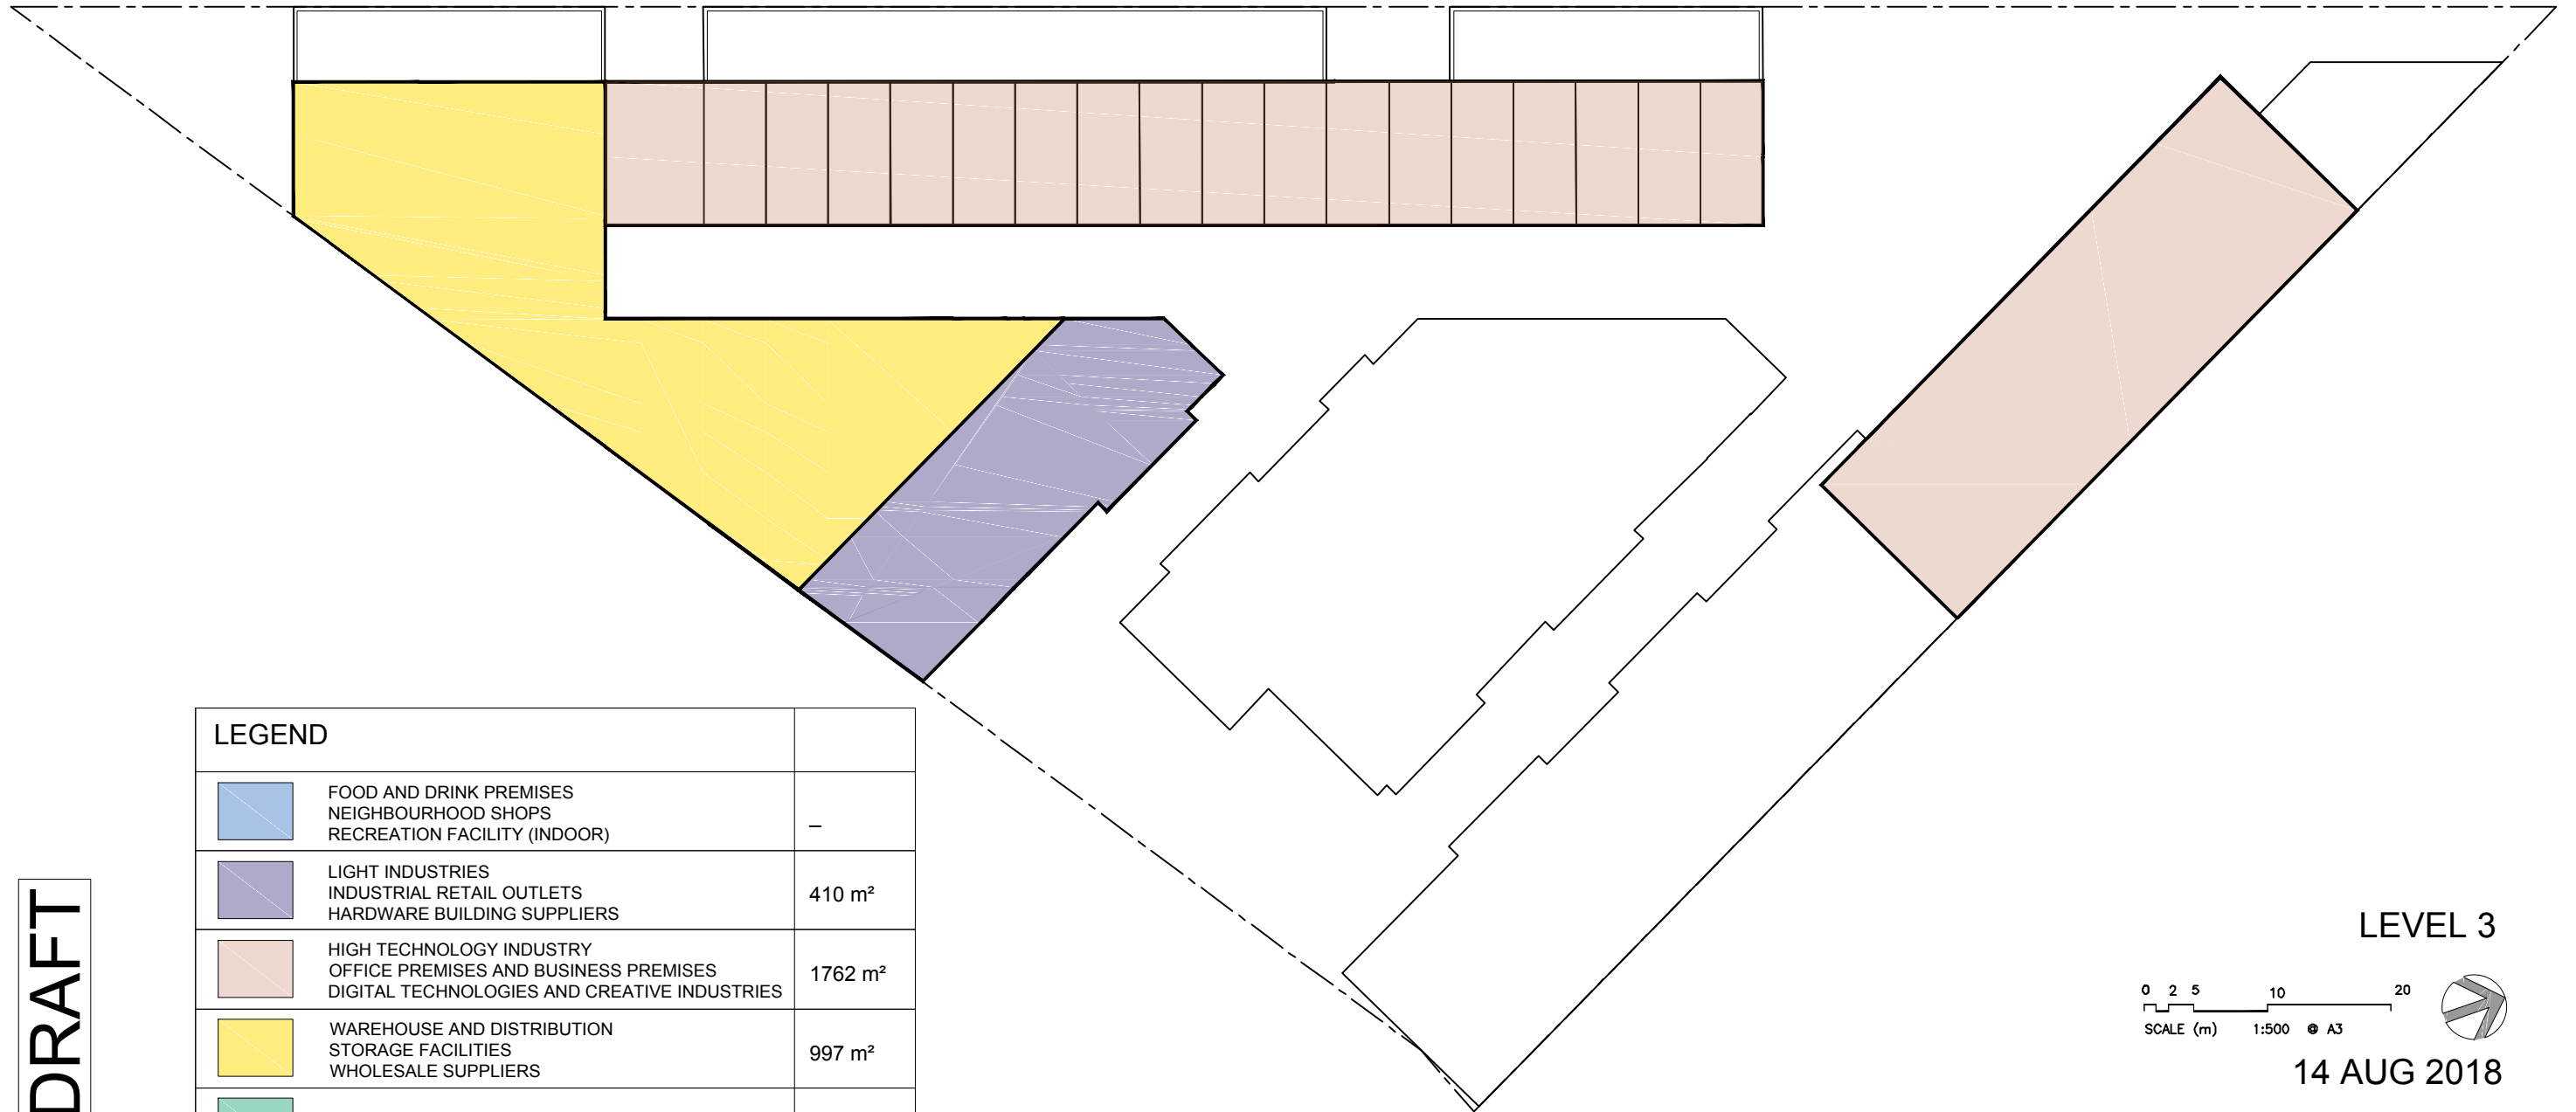 LEGEND
FOOD AND DRINK PREMISES
NEIGHBOURHOOD SHOPS
RECREATION FACILITY (INDOOR)
–
LIGHT INDUSTRIES
INDUSTRIAL RETAIL OUTLETS
HARDWARE BUILDING SUPPLIERS
410 m²
HIGH TECHNOLOGY INDUSTRY
OFFICE PREMISES AND BUSINESS PREMISES
DIGITAL TECHNOLOGIES AND CREATIVE INDUSTRIES
1762 m²
WAREHOUSE AND DISTRIBUTION
STORAGE FACILITIES
WHOLESALE SUPPLIERS
997 m²
DRAFT
LEVEL 3
0 2 5 10 20
SCALE (m) 1:500 @ A3
14 AUG 2018